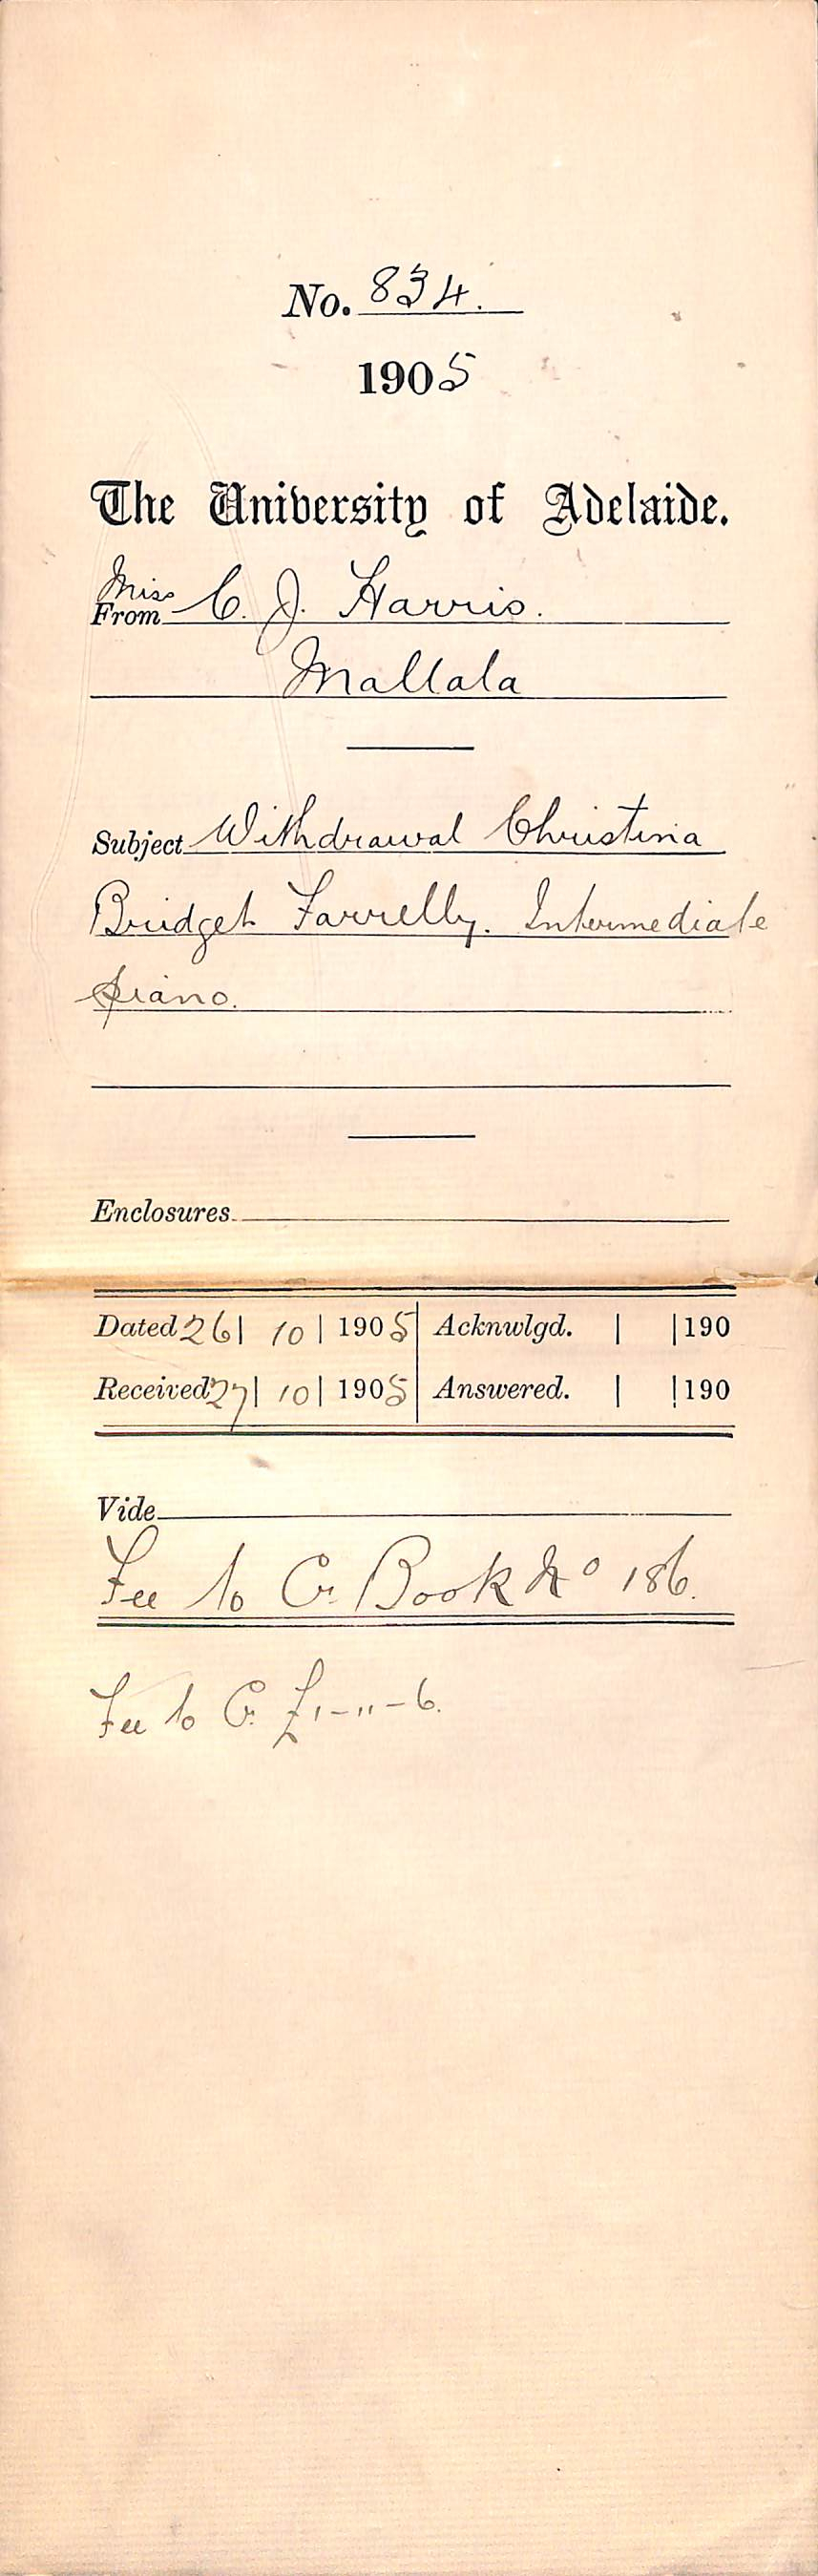 No. 834.
1905
The University of Adelaide.
Miss
From C. J. Harris.
Mallala
Subject Withdrawal Christina
Bridget Farrelly. Intermediate
piano.
Enclosures
Dated 26 | 10 | 1905 | Acknwlgd. | | 190
Received 27 | 10 | 1905 | Answered. | | 190
Vide
Fee to Cr. Book No 186.
Fee to Cr. £1-11-6.